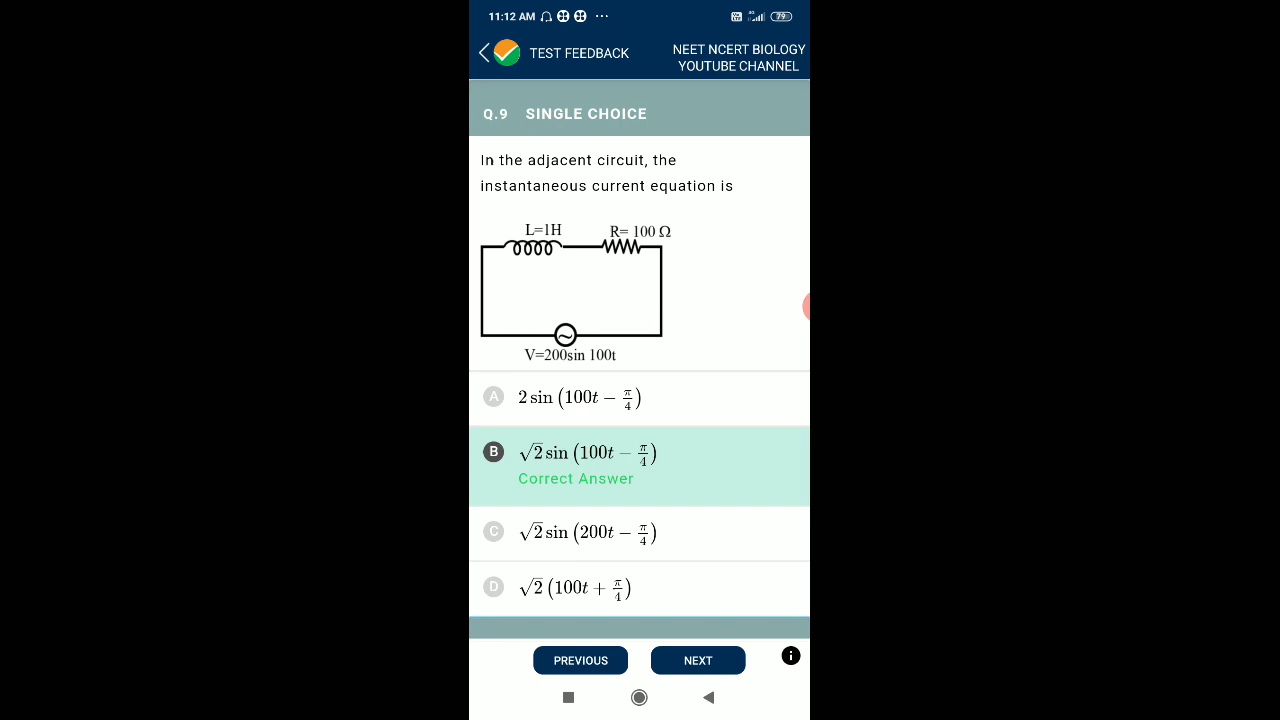 11:12 AM ... 4G 79
TEST FEEDBACK
NEET NCERT BIOLOGY
YOUTUBE CHANNEL
Q.9 SINGLE CHOICE
In the adjacent circuit, the
instantaneous current equation is
L=1H R= 100 Ω
V=200sin 100t
A 2 sin (100t − π/4)
B √2 sin (100t − π/4)
Correct Answer
C √2 sin (200t − π/4)
D √2 (100t + π/4)
PREVIOUS NEXT i